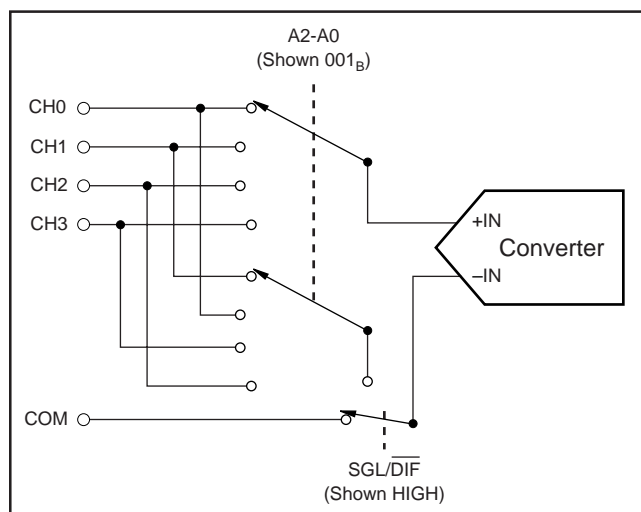 A2-A0
(Shown 001B)
CH0
CH1
CH2
CH3
+IN
Converter
–IN
COM
SGL/DIF
(Shown HIGH)